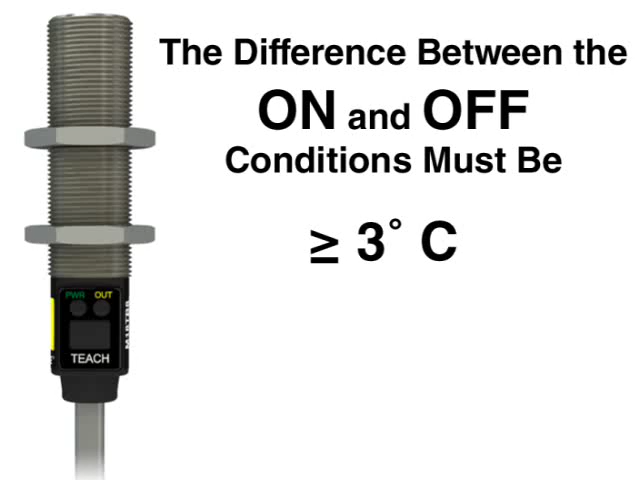 The Difference Between the
ON and OFF
Conditions Must Be
≥ 3° C
PWR OUT
TEACH